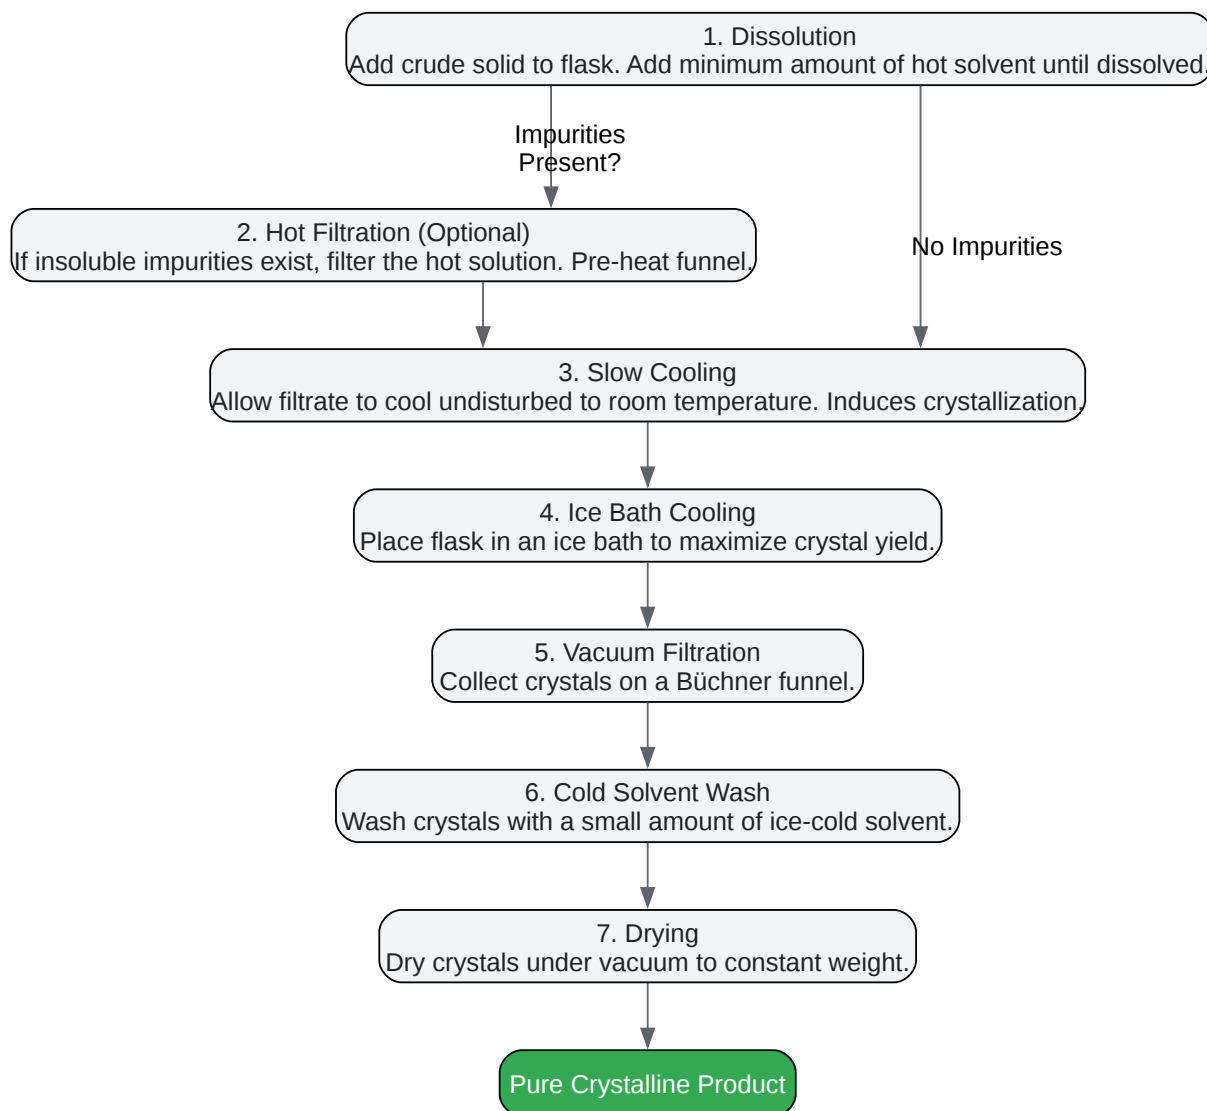 1. Dissolution
Add crude solid to flask. Add minimum amount of hot solvent until dissolved.
Impurities
Present?
2. Hot Filtration (Optional)
If insoluble impurities exist, filter the hot solution. Pre-heat funnel.
No Impurities
3. Slow Cooling
Allow filtrate to cool undisturbed to room temperature. Induces crystallization.
4. Ice Bath Cooling
Place flask in an ice bath to maximize crystal yield.
5. Vacuum Filtration
Collect crystals on a Büchner funnel.
6. Cold Solvent Wash
Wash crystals with a small amount of ice-cold solvent.
7. Drying
Dry crystals under vacuum to constant weight.
Pure Crystalline Product